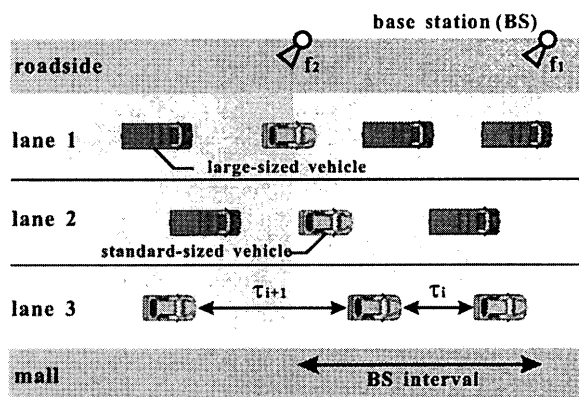 base station (BS)
roadside
f2
f1
lane 1
large-sized vehicle
lane 2
standard-sized vehicle
lane 3
τi+1
τi
mall
BS interval